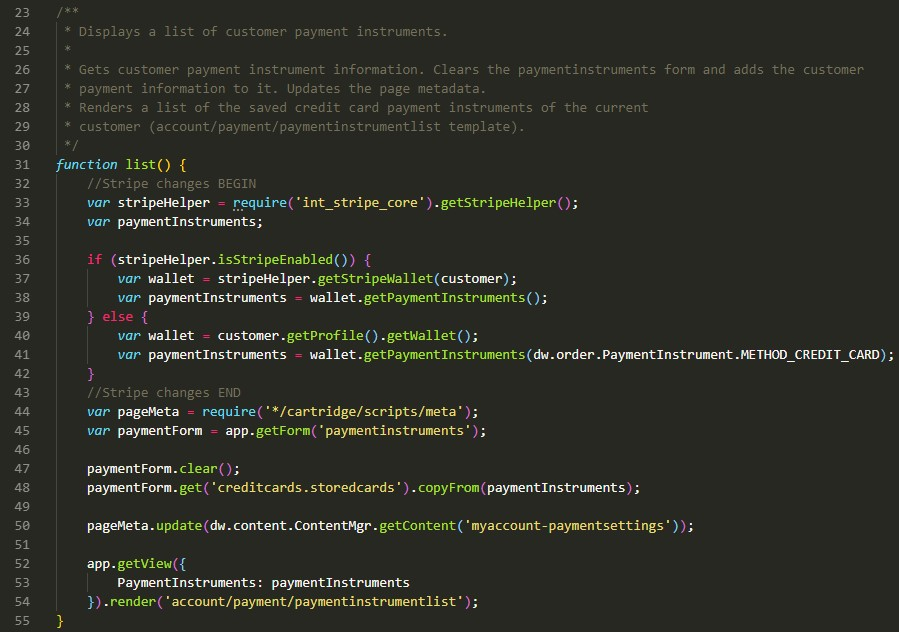 23 /**
24  * Displays a list of customer payment instruments.
25  *
26  * Gets customer payment instrument information. Clears the paymentinstruments form and adds the customer
27  * payment information to it. Updates the page metadata.
28  * Renders a list of the saved credit card payment instruments of the current
29  * customer (account/payment/paymentinstrumentlist template).
30  */
31 function list() {
32     //Stripe changes BEGIN
33     var stripeHelper = require('int_stripe_core').getStripeHelper();
34     var paymentInstruments;
35
36     if (stripeHelper.isStripeEnabled()) {
37         var wallet = stripeHelper.getStripeWallet(customer);
38         var paymentInstruments = wallet.getPaymentInstruments();
39     } else {
40         var wallet = customer.getProfile().getWallet();
41         var paymentInstruments = wallet.getPaymentInstruments(dw.order.PaymentInstrument.METHOD_CREDIT_CARD);
42     }
43     //Stripe changes END
44     var pageMeta = require('*/cartridge/scripts/meta');
45     var paymentForm = app.getForm('paymentinstruments');
46
47     paymentForm.clear();
48     paymentForm.get('creditcards.storedcards').copyFrom(paymentInstruments);
49
50     pageMeta.update(dw.content.ContentMgr.getContent('myaccount-paymentsettings'));
51
52     app.getView({
53         PaymentInstruments: paymentInstruments
54     }).render('account/payment/paymentinstrumentlist');
55 }